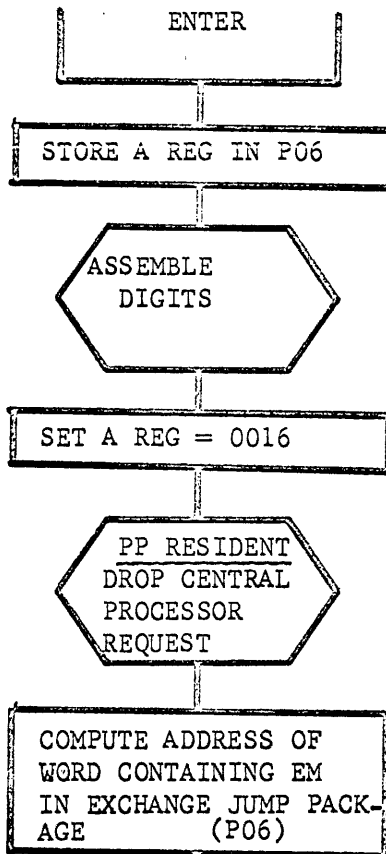 ENTER
STORE A REG IN P06
ASSEMBLE
DIGITS
SET A REG = 0016
PP RESIDENT
DROP CENTRAL
PROCESSOR
REQUEST
COMPUTE ADDRESS OF
WORD CONTAINING EM
IN EXCHANGE JUMP PACK-
AGE (P06)